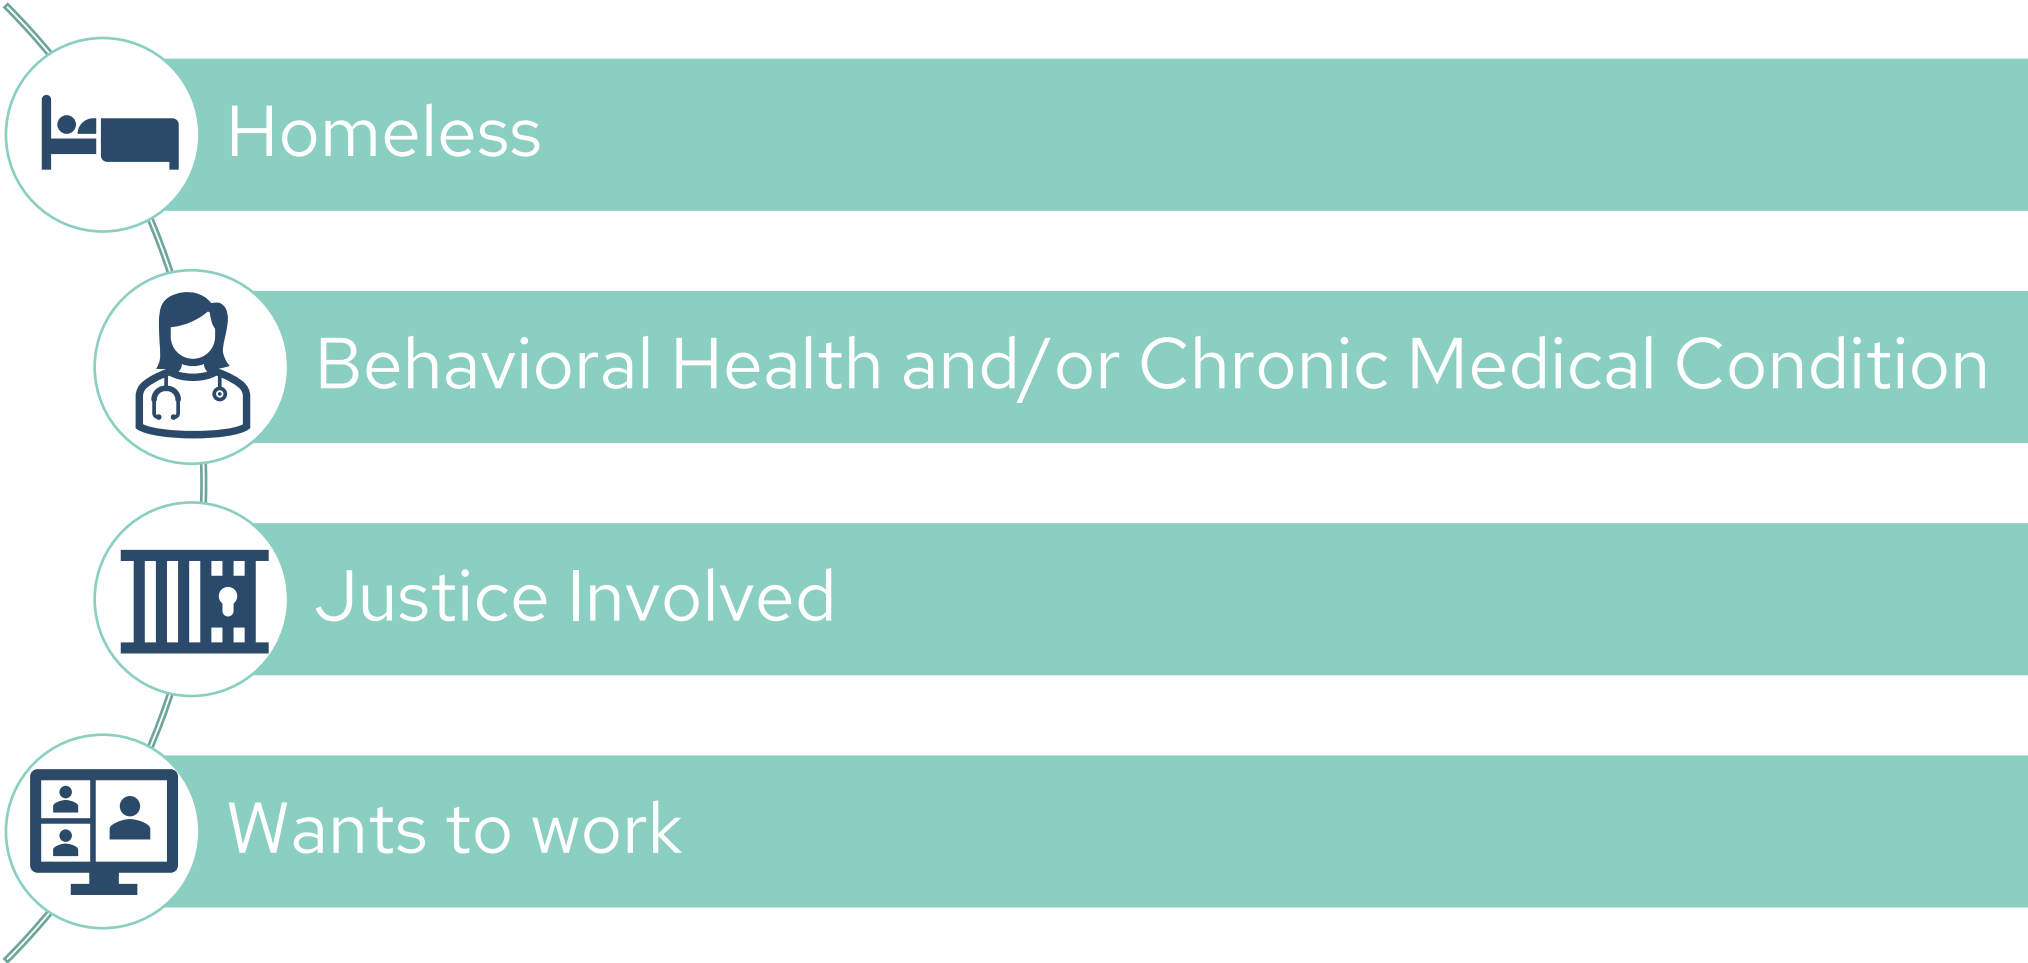 Homeless
Behavioral Health and/or Chronic Medical Condition
Justice Involved
Wants to work